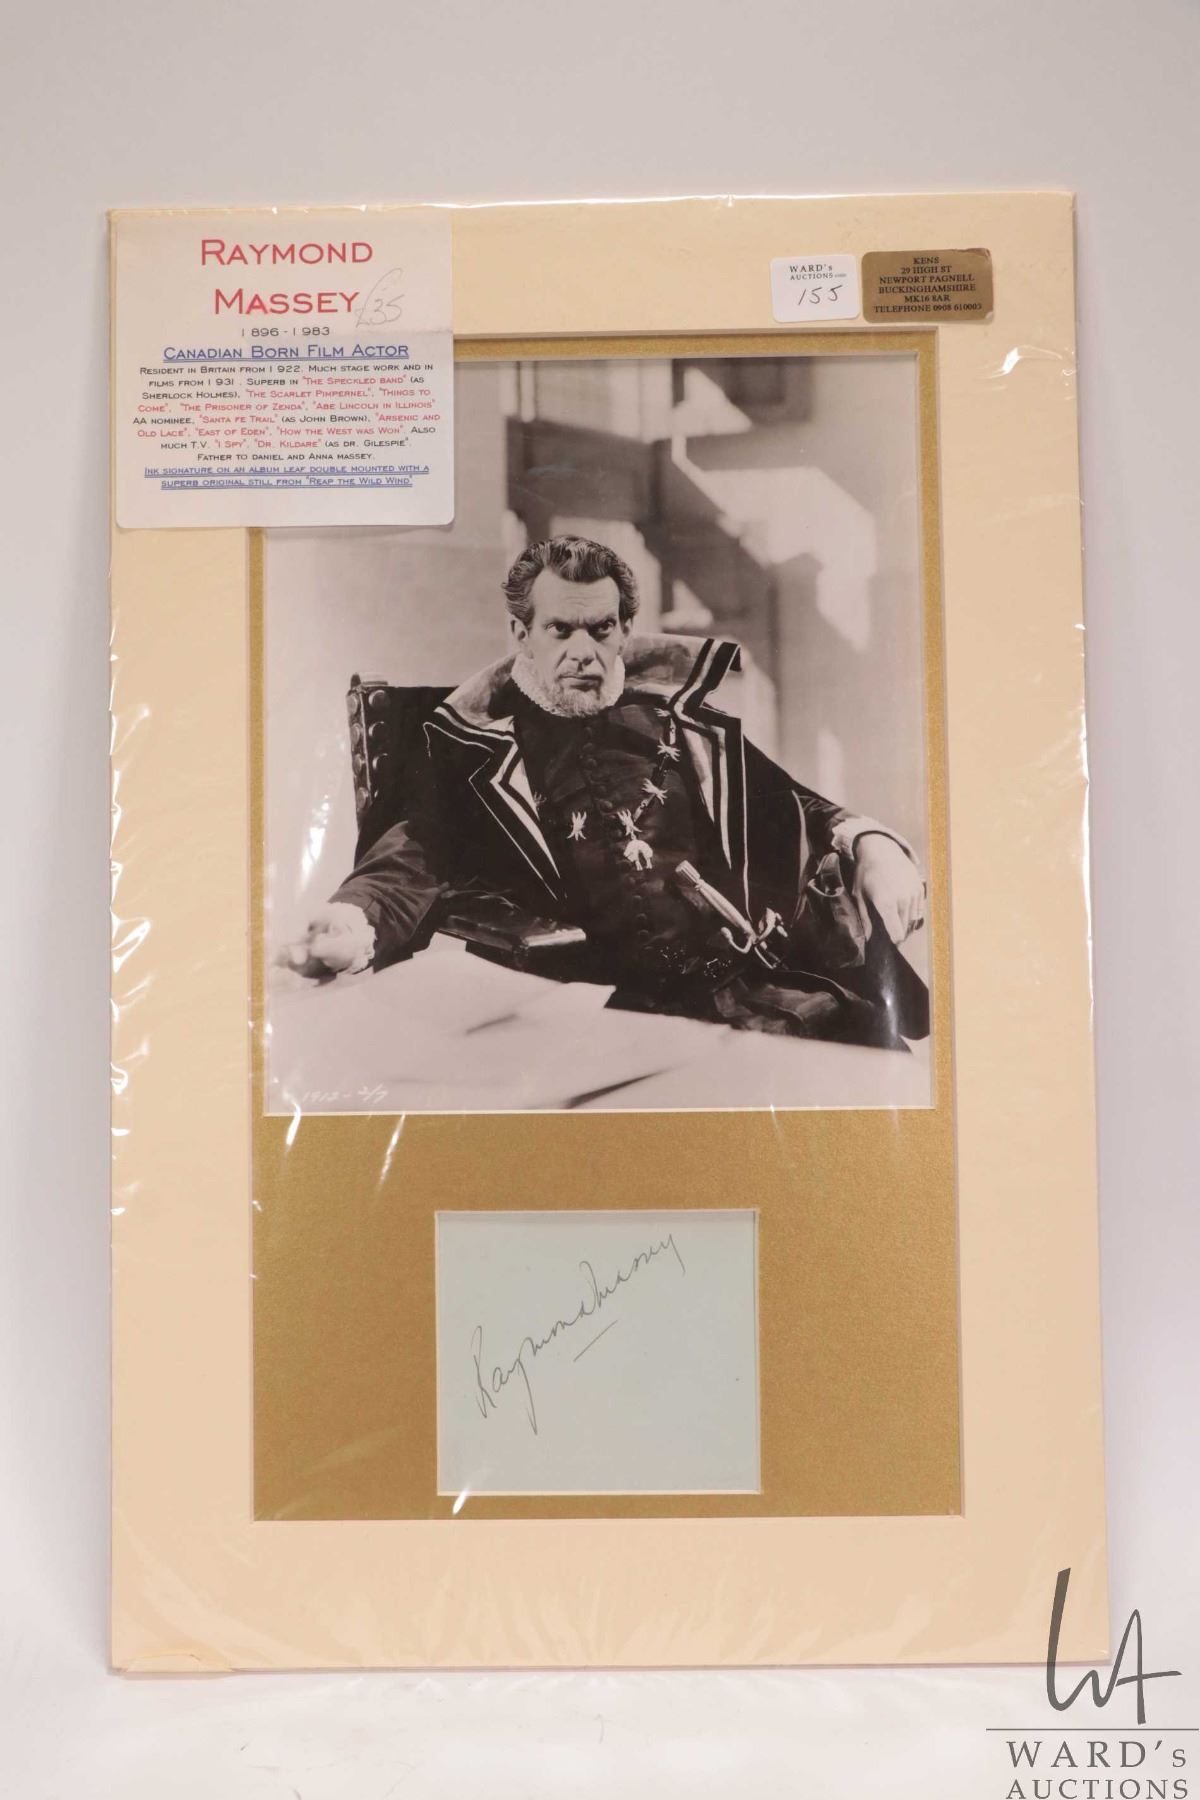 RAYMOND
MASSEY
£35
1896 - 1983
CANADIAN BORN FILM ACTOR
RESIDENT IN BRITAIN FROM 1922. MUCH STAGE WORK AND IN
FILMS FROM 1931. SUPERB IN "THE SPECKLED BAND" (AS
SHERLOCK HOLMES), "THE SCARLET PIMPERNEL", "THINGS TO
COME", "THE PRISONER OF ZENDA", "ABE LINCOLN IN ILLINOIS"
AA NOMINEE, "SANTA FE TRAIL" (AS JOHN BROWN), "ARSENIC AND
OLD LACE", "EAST OF EDEN", "HOW THE WEST WAS WON". ALSO
MUCH T.V. "I SPY", "DR. KILDARE" (AS DR. GILESPIE".
FATHER TO DANIEL AND ANNA MASSEY.
INK SIGNATURE ON AN ALBUM LEAF DOUBLE MOUNTED WITH A
SUPERB ORIGINAL STILL FROM "REAP THE WILD WIND"
WARD's
AUCTIONS.com
155
KENS
29 HIGH ST
NEWPORT PAGNELL
BUCKINGHAMSHIRE
MK16 8AR
TELEPHONE 0908 610003
1912-2/7
Raymond Massey
WA
WARD's
AUCTIONS